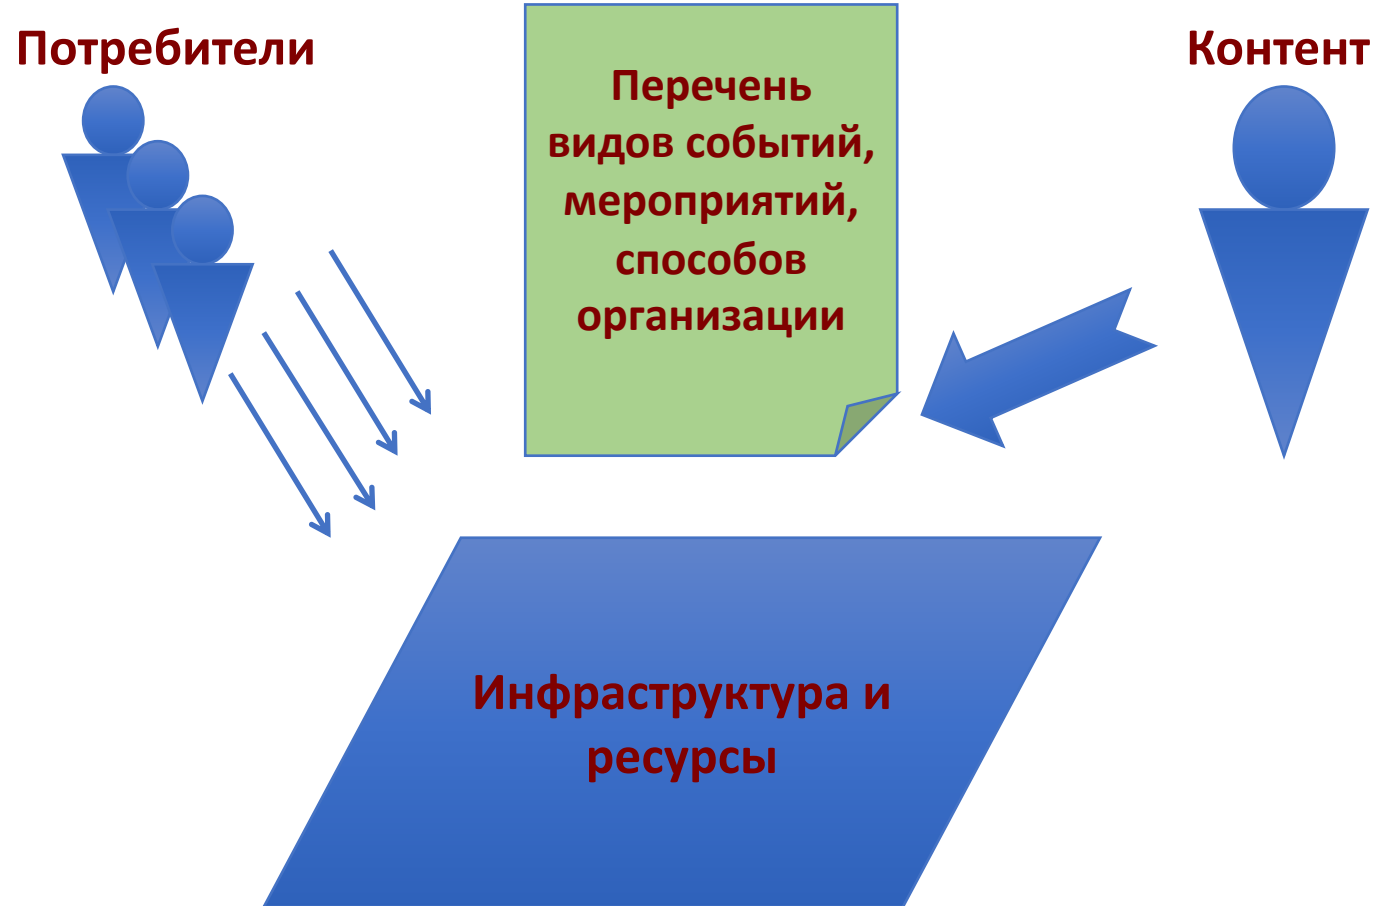 Потребители
Перечень
видов событий,
мероприятий,
способов
организации
Контент
Инфраструктура и
ресурсы